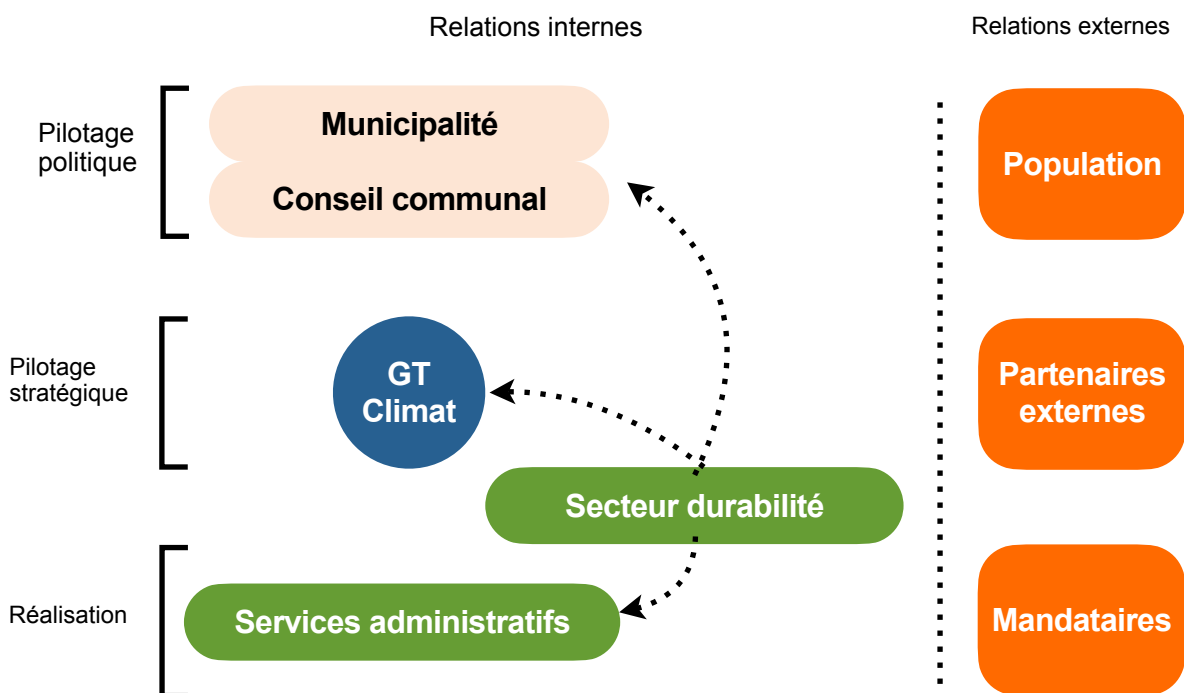 Relations internes
Relations externes
Pilotage
politique
Municipalité
Conseil communal
Population
Pilotage
stratégique
GT
Climat
Partenaires
externes
Secteur durabilité
Réalisation
Services administratifs
Mandataires